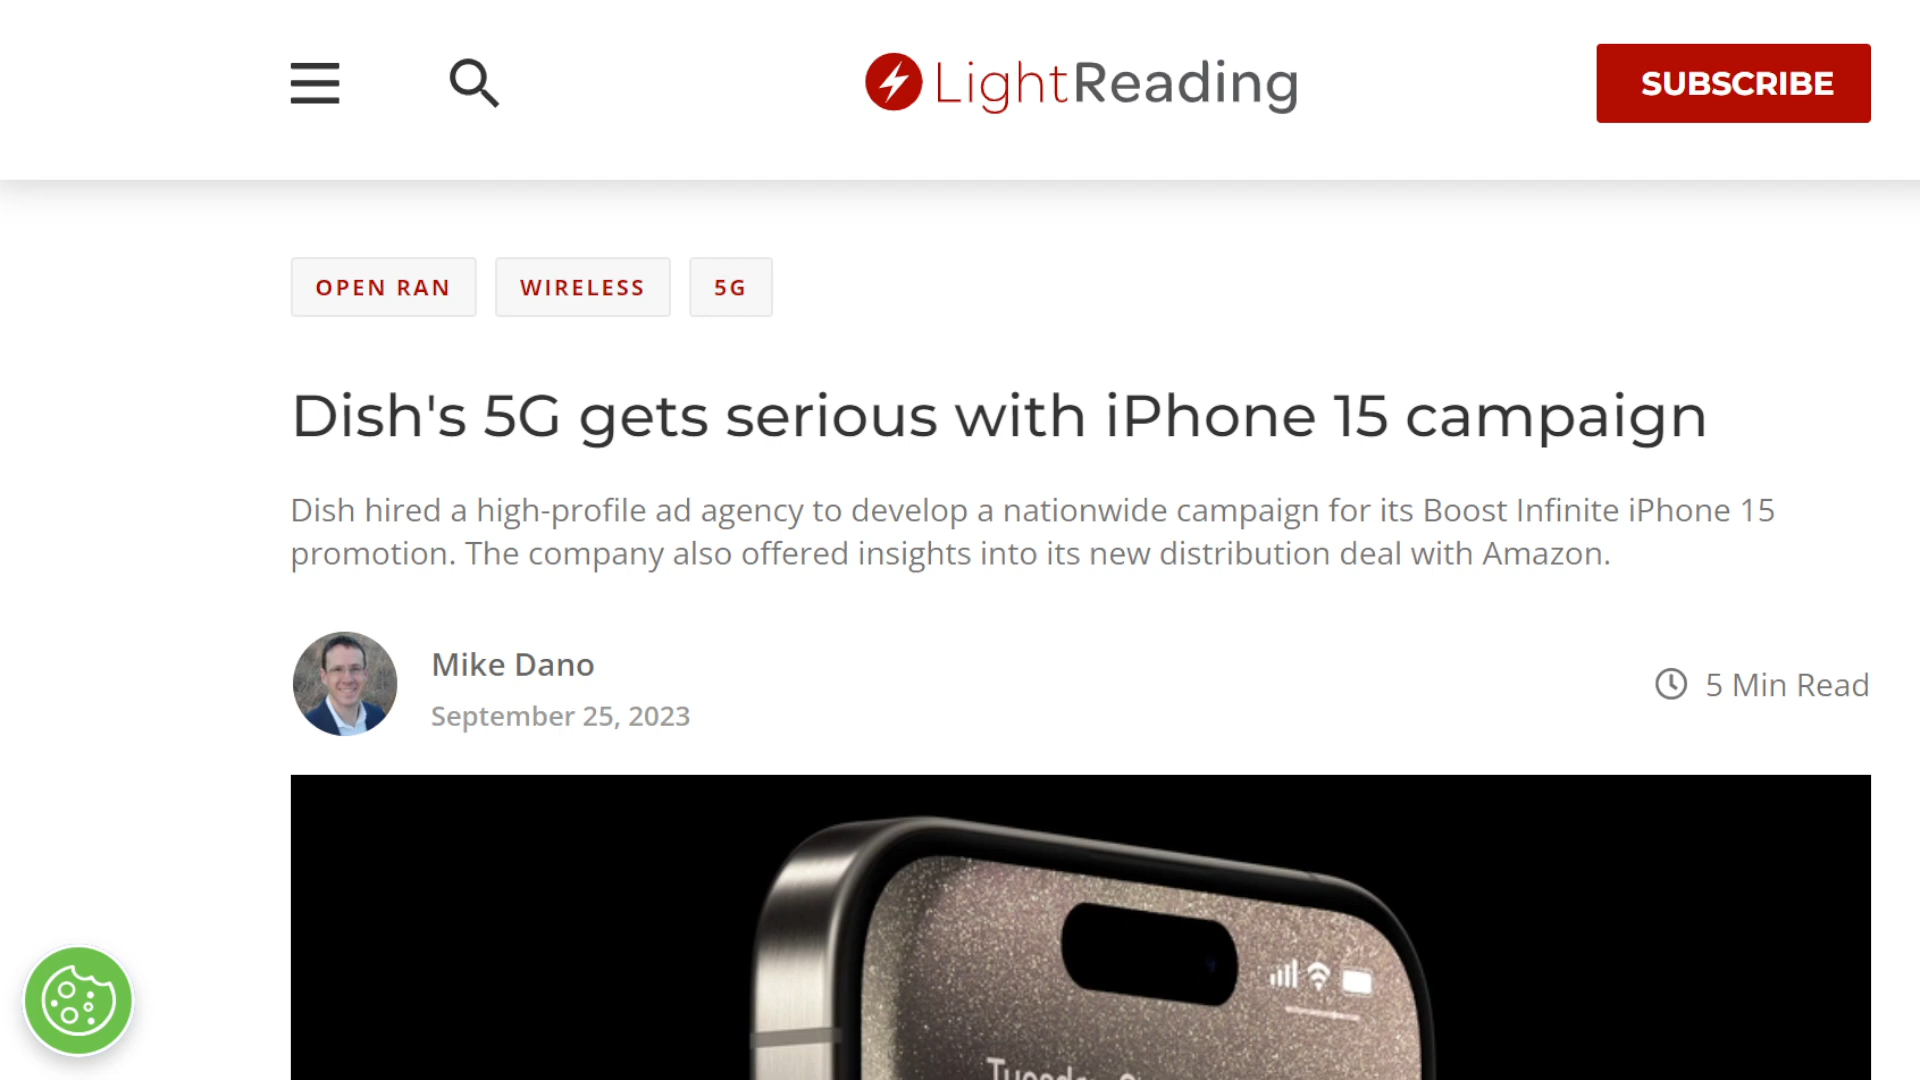 LightReading
SUBSCRIBE
OPEN RAN
WIRELESS
5G
Dish's 5G gets serious with iPhone 15 campaign
Dish hired a high-profile ad agency to develop a nationwide campaign for its Boost Infinite iPhone 15
promotion. The company also offered insights into its new distribution deal with Amazon.
Mike Dano
September 25, 2023
5 Min Read
Tuesday